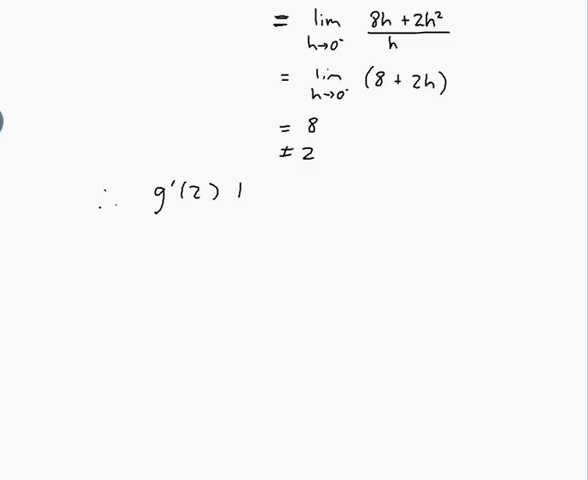 = lim h→0⁻ (8h + 2h²)/h
= lim h→0⁻ (8 + 2h)
= 8
≠ 2
∴ g'(2) I